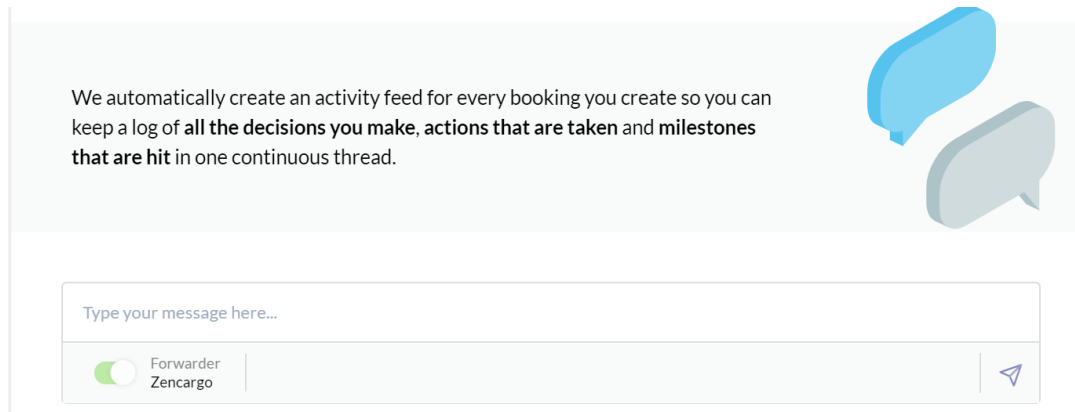 We automatically create an activity feed for every booking you create so you can
keep a log of all the decisions you make, actions that are taken and milestones
that are hit in one continuous thread.
Type your message here...
Forwarder
Zencargo